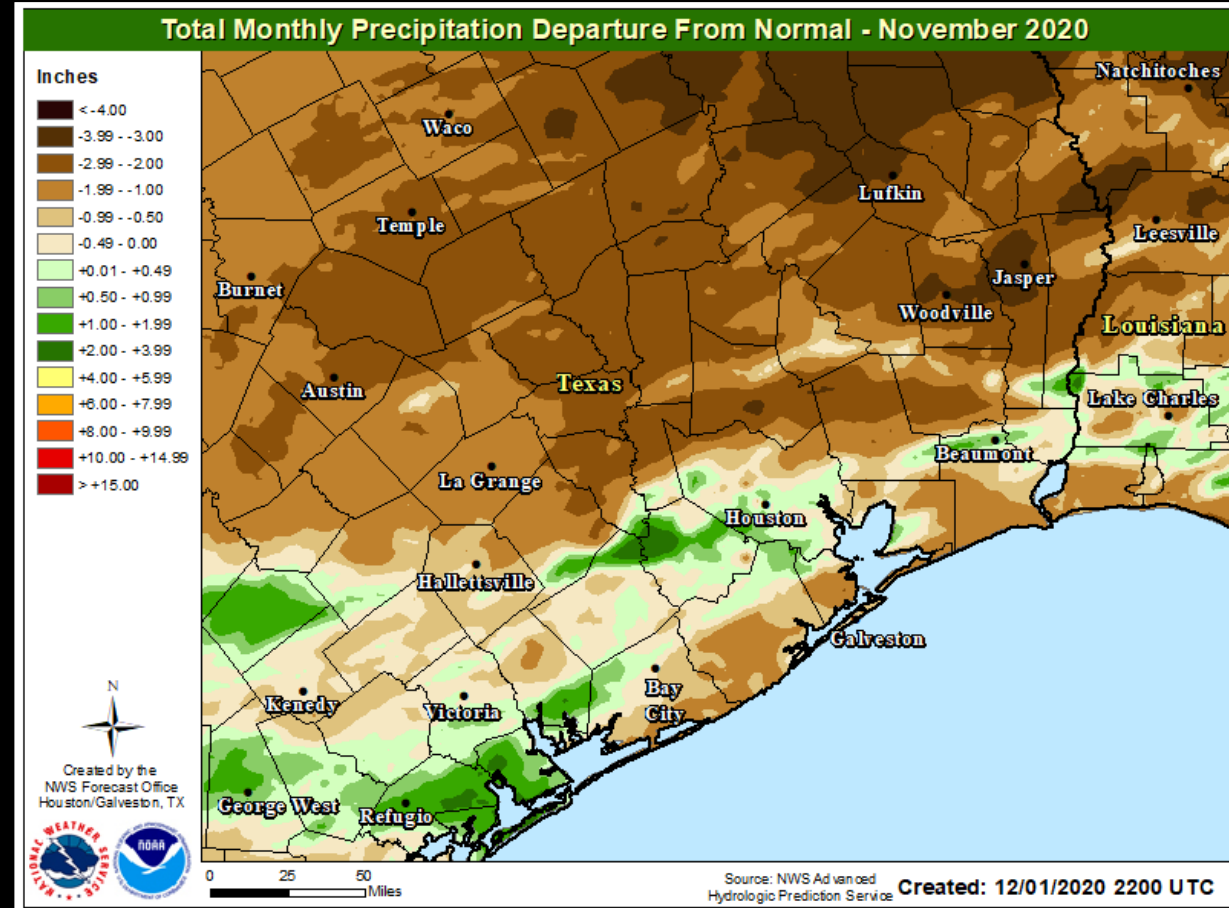 Total Monthly Precipitation Departure From Normal - November 2020
Inches
< -4.00
-3.99 - -3.00
-2.99 - -2.00
-1.99 - -1.00
-0.99 - -0.50
-0.49 - 0.00
+0.01 - +0.49
+0.50 - +0.99
+1.00 - +1.99
+2.00 - +3.99
+4.00 - +5.99
+6.00 - +7.99
+8.00 - +9.99
+10.00 - +14.99
> +15.00
Natchitoches
Waco
Lufkin
Temple
Leesville
Jasper
Burnet
Woodville
Louisiana
Texas
Austin
Lake Charles
Beaumont
La Grange
Houston
Hallettsville
Galveston
Bay
City
Kenedy
Victoria
George West
Refugio
N
Created by the
NWS Forecast Office
Houston/Galveston, TX
NATIONAL WEATHER SERVICE
NOAA
0 25 50
Miles
Source: NWS Advanced
Hydrologic Prediction Service
Created: 12/01/2020 2200 UTC